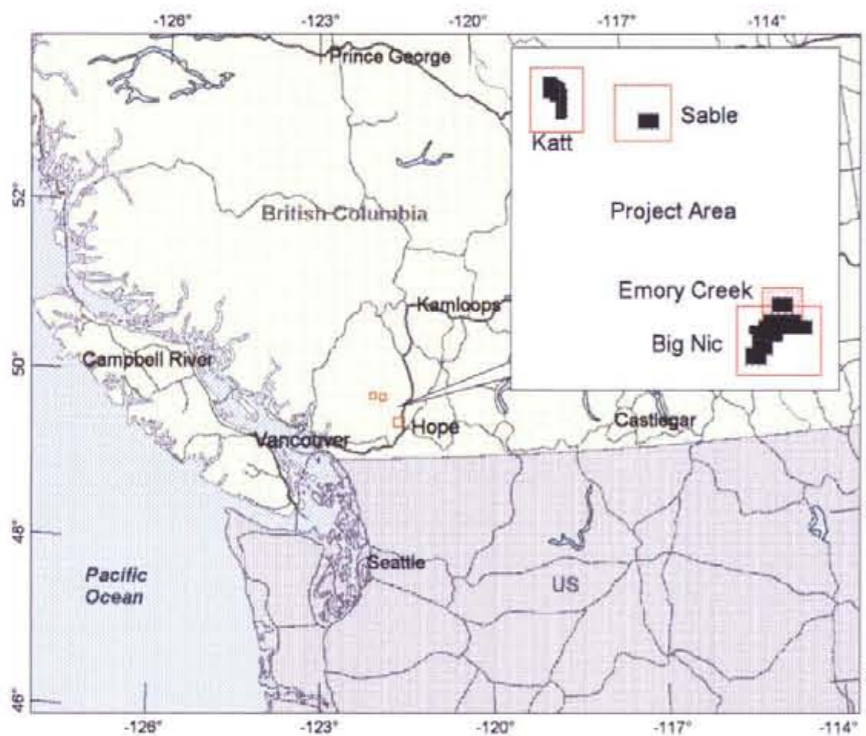 -126°
-123°
-120°
-117°
-114°
Prince George
Katt
Sable
52°
British Columbia
Project Area
Kamloops
Emory Creek
Big Nic
50°
Campbell River
Hope
Castlegar
Vancouver
48°
Seattle
US
Pacific
Ocean
46°
-126°
-123°
-120°
-117°
-114°